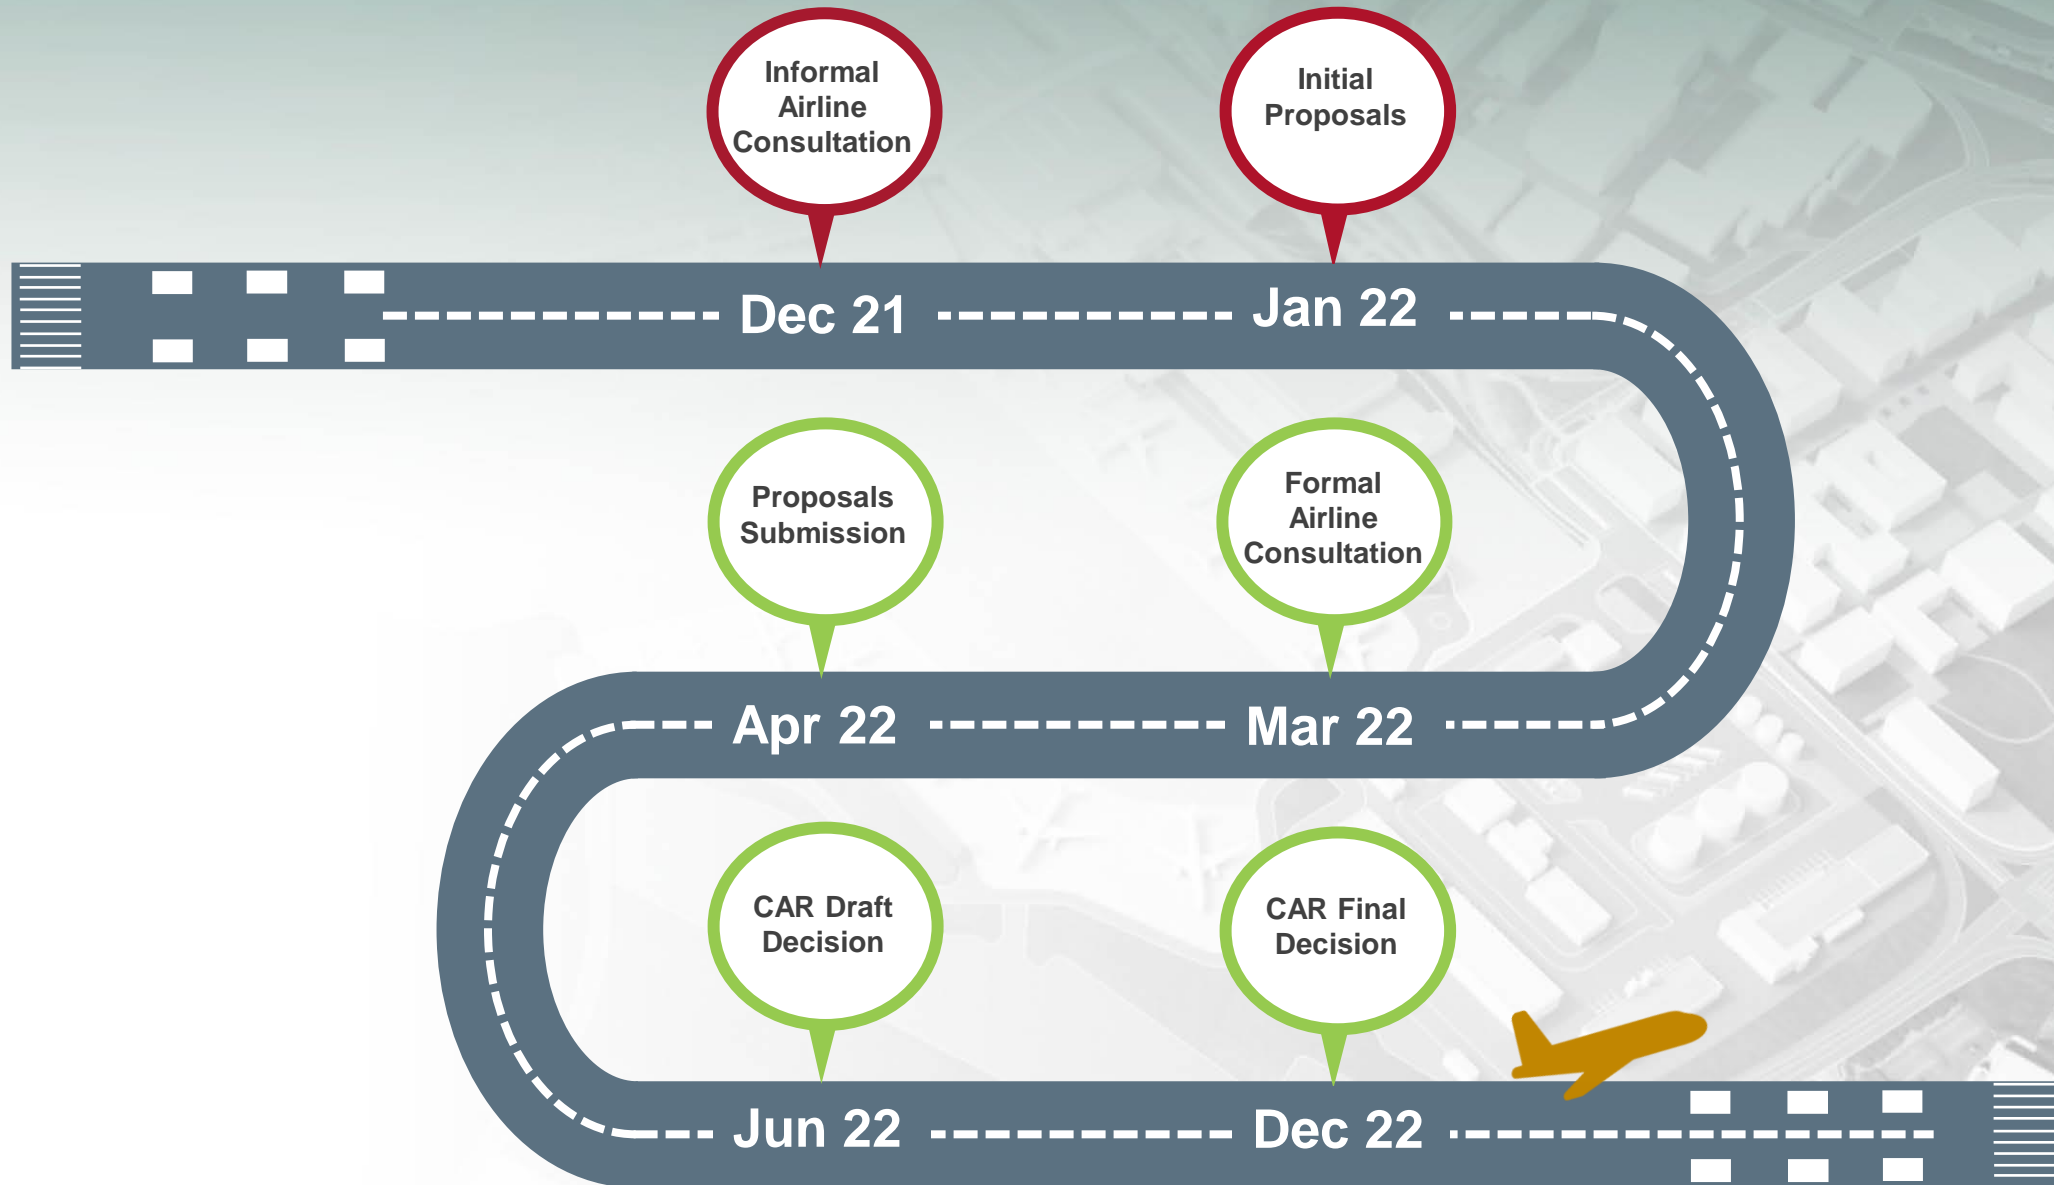 Informal
Airline
Consultation
Initial
Proposals
Dec 21
Jan 22
Formal
Airline
Consultation
Proposals
Submission
Mar 22
Apr 22
CAR Draft
Decision
CAR Final
Decision
Jun 22
Dec 22